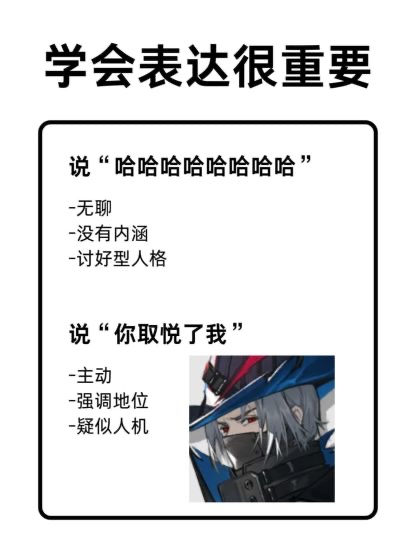 学会表达很重要
说“哈哈哈哈哈哈哈哈”
-无聊
-没有内涵
-讨好型人格
说“你取悦了我”
-主动
-强调地位
-疑似人机